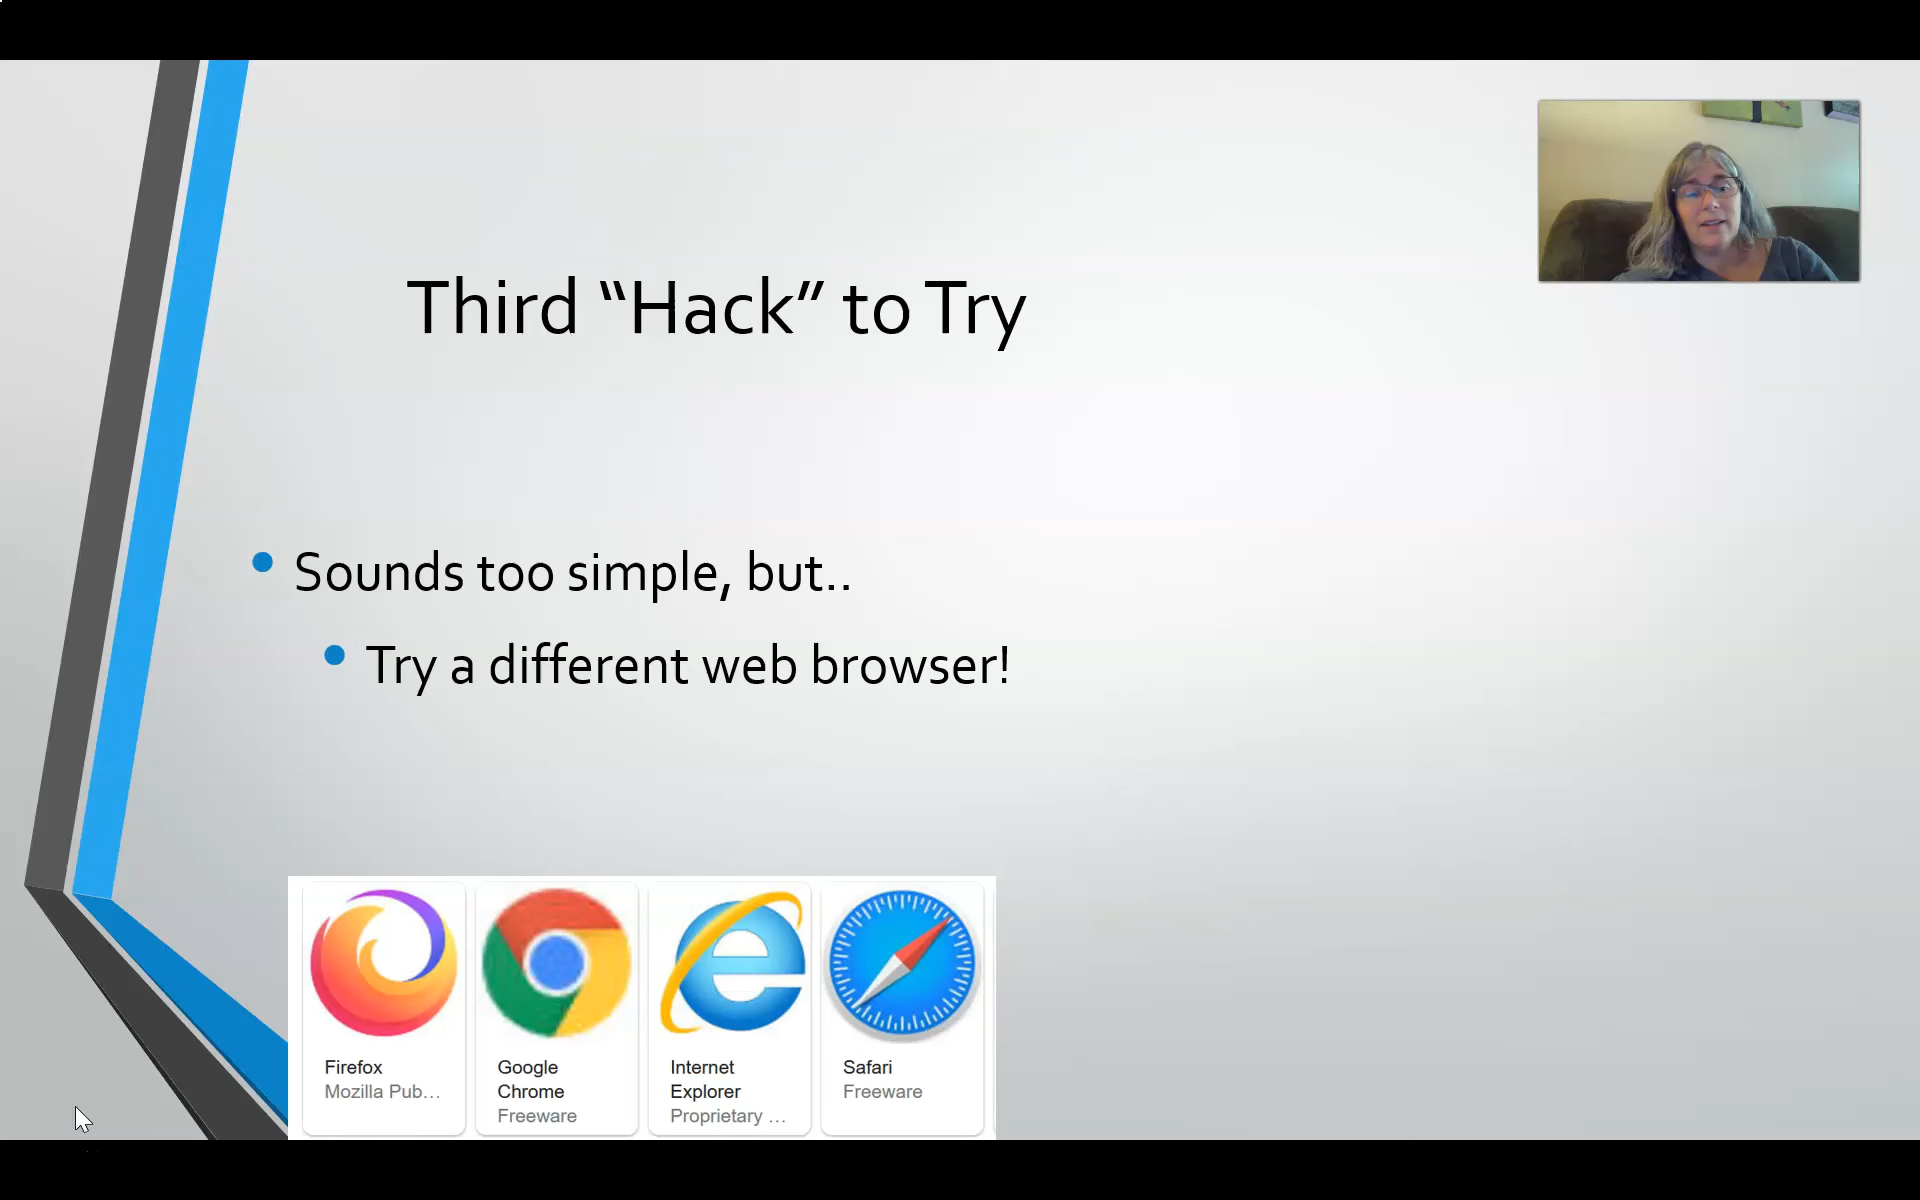 Third “Hack” to Try
Sounds too simple, but..
Try a different web browser!
Firefox
Mozilla Pub...
Google
Chrome
Freeware
Internet
Explorer
Proprietary ...
Safari
Freeware